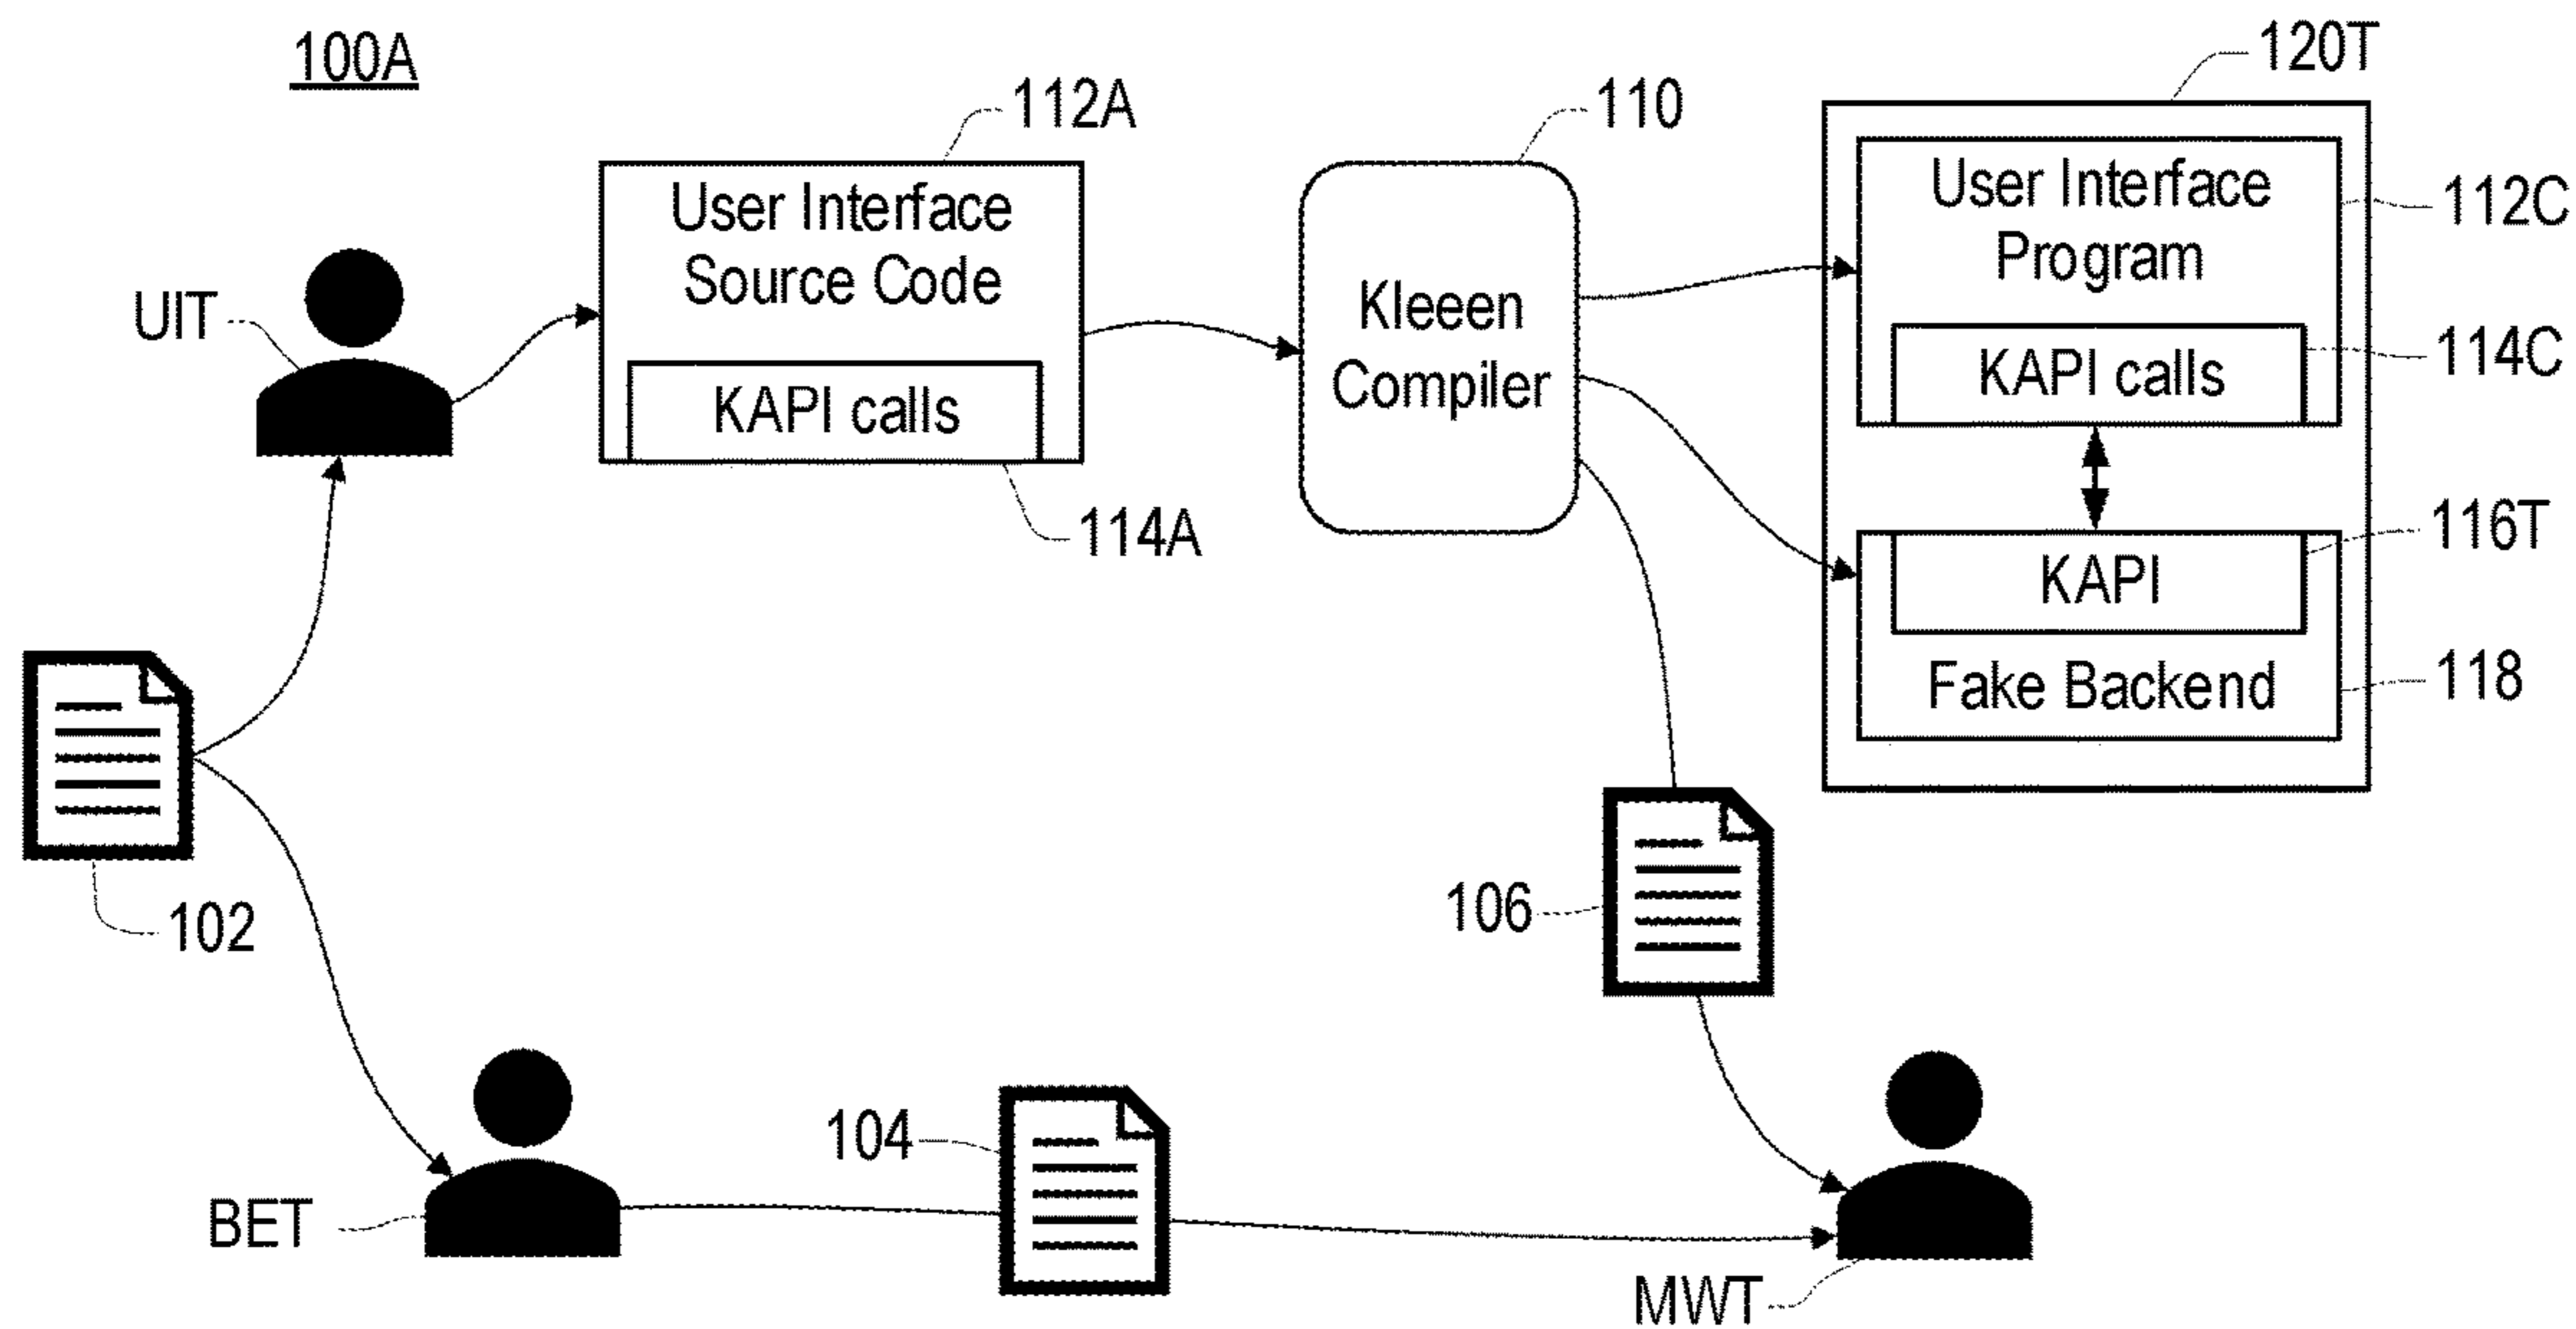 100A
120T
112A
110
User Interface
Source Code
KAPI calls
114A
UIT
Kleeen
Compiler
User Interface
Program
112C
KAPI calls
114C
116T
KAPI
Fake Backend
118
102
106
104
BET
MWT